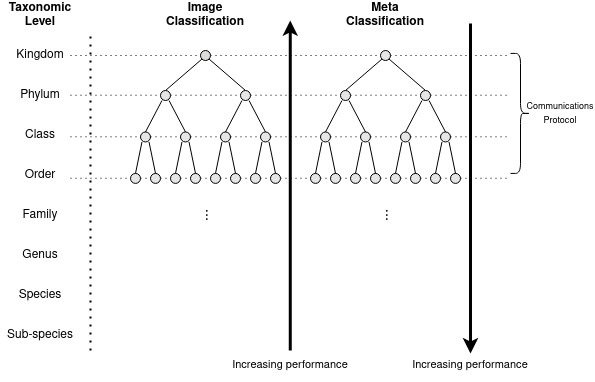 Taxonomic
Level
Image
Classification
Meta
Classification
Kingdom
Phylum
Class
Order
Family
Genus
Species
Sub-species
Communications
Protocol
Increasing performance
Increasing performance